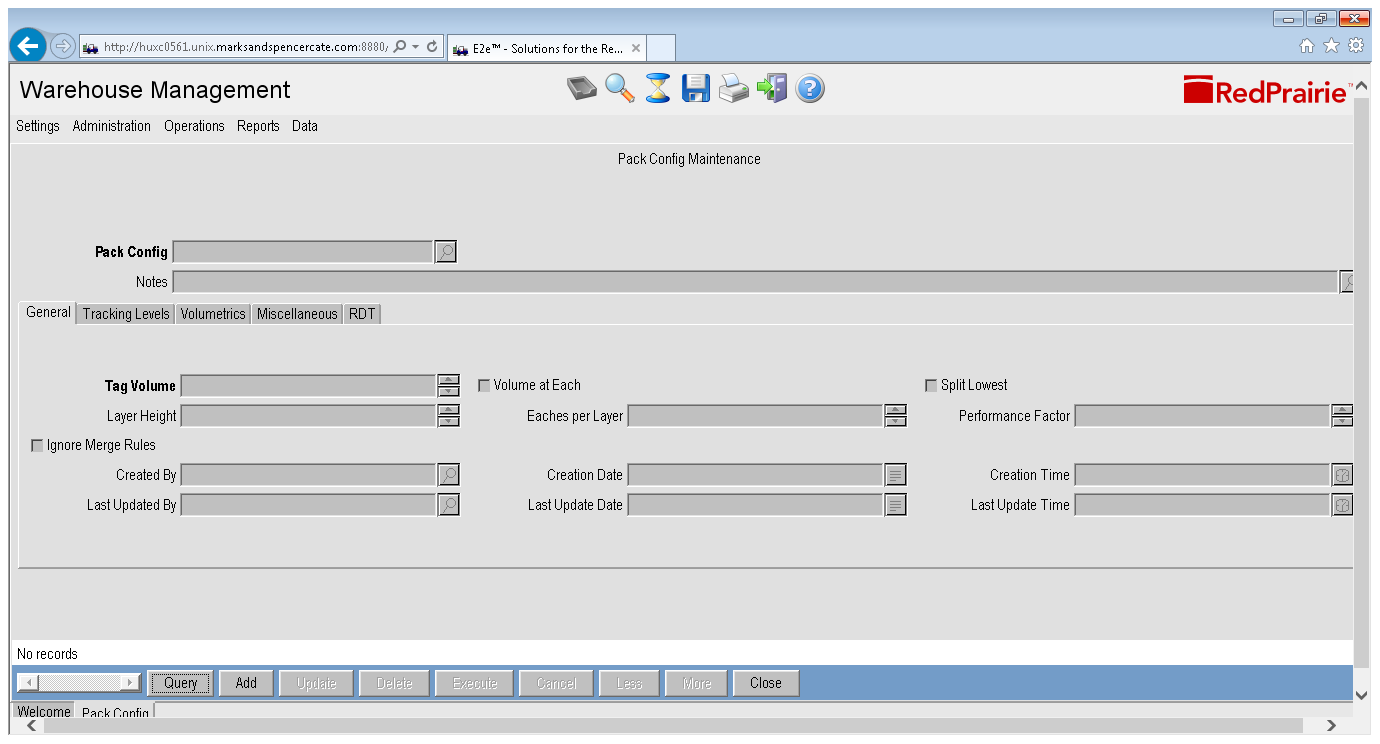 http://huxc0561.unix.marksandspencercate.com:8880/
E2e™ - Solutions for the Re...
Warehouse Management
RedPrairie™
Settings Administration Operations Reports Data
Pack Config Maintenance
Pack Config
Notes
General Tracking Levels Volumetrics Miscellaneous RDT
Tag Volume Volume at Each Split Lowest
Layer Height Eaches per Layer Performance Factor
Ignore Merge Rules
Created By Creation Date Creation Time
Last Updated By Last Update Date Last Update Time
No records
Query Add Update Delete Execute Cancel Less More Close
Welcome Pack Config